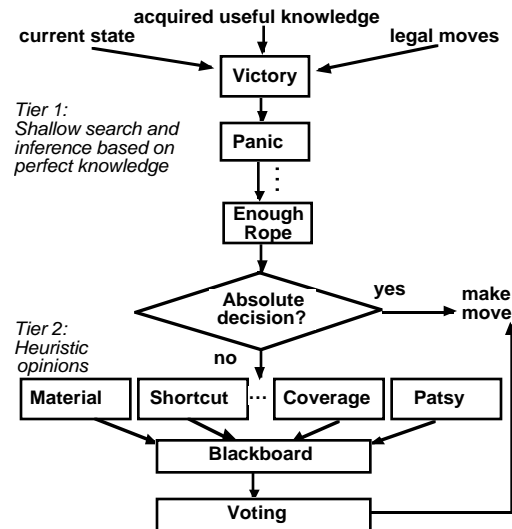 acquired useful knowledge
current state
legal moves
Victory
Tier 1:
Shallow search and
inference based on
perfect knowledge
Panic
Enough
Rope
Absolute
decision?
yes
make
move
Tier 2:
Heuristic
opinions
no
Material
Shortcut
...
Coverage
Patsy
Blackboard
Voting